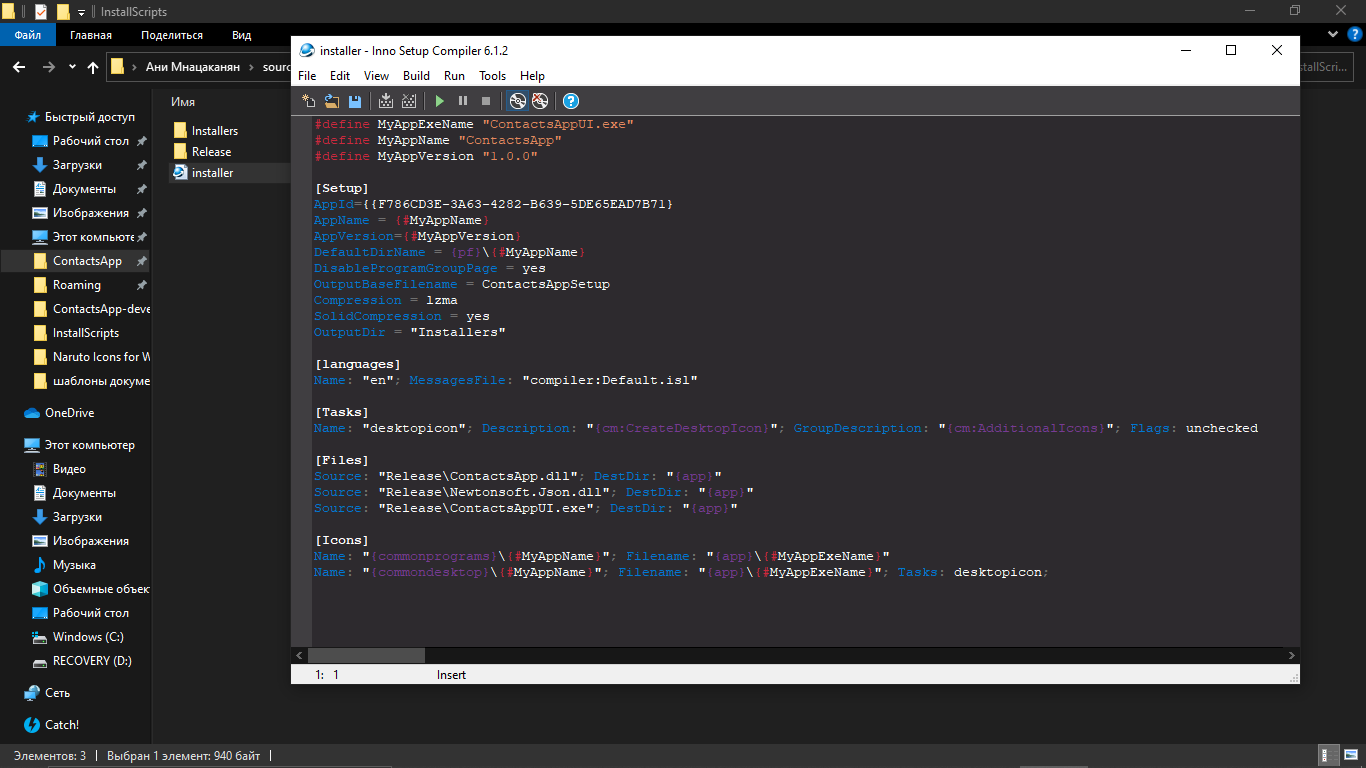 InstallScripts
Файл Главная Поделиться Вид
Ани Мнацаканян sourc
stallScri...
Имя
Installers
Release
installer
Быстрый доступ
Рабочий стол
Загрузки
Документы
Изображения
Этот компьюте
ContactsApp
Roaming
ContactsApp-deve
InstallScripts
Naruto Icons for W
шаблоны докуме
OneDrive
Этот компьютер
Видео
Документы
Загрузки
Изображения
Музыка
Объемные объек
Рабочий стол
Windows (C:)
RECOVERY (D:)
Сеть
Catch!
Элементов: 3 Выбран 1 элемент: 940 байт
installer - Inno Setup Compiler 6.1.2
File Edit View Build Run Tools Help
#define MyAppExeName "ContactsAppUI.exe"
#define MyAppName "ContactsApp"
#define MyAppVersion "1.0.0"
[Setup]
AppId={{F786CD3E-3A63-4282-B639-5DE65EAD7B71}
AppName = {#MyAppName}
AppVersion={#MyAppVersion}
DefaultDirName = {pf}\{#MyAppName}
DisableProgramGroupPage = yes
OutputBaseFilename = ContactsAppSetup
Compression = lzma
SolidCompression = yes
OutputDir = "Installers"
[languages]
Name: "en"; MessagesFile: "compiler:Default.isl"
[Tasks]
Name: "desktopicon"; Description: "{cm:CreateDesktopIcon}"; GroupDescription: "{cm:AdditionalIcons}"; Flags: unchecked
[Files]
Source: "Release\ContactsApp.dll"; DestDir: "{app}"
Source: "Release\Newtonsoft.Json.dll"; DestDir: "{app}"
Source: "Release\ContactsAppUI.exe"; DestDir: "{app}"
[Icons]
Name: "{commonprograms}\{#MyAppName}"; Filename: "{app}\{#MyAppExeName}"
Name: "{commondesktop}\{#MyAppName}"; Filename: "{app}\{#MyAppExeName}"; Tasks: desktopicon;
1: 1 Insert